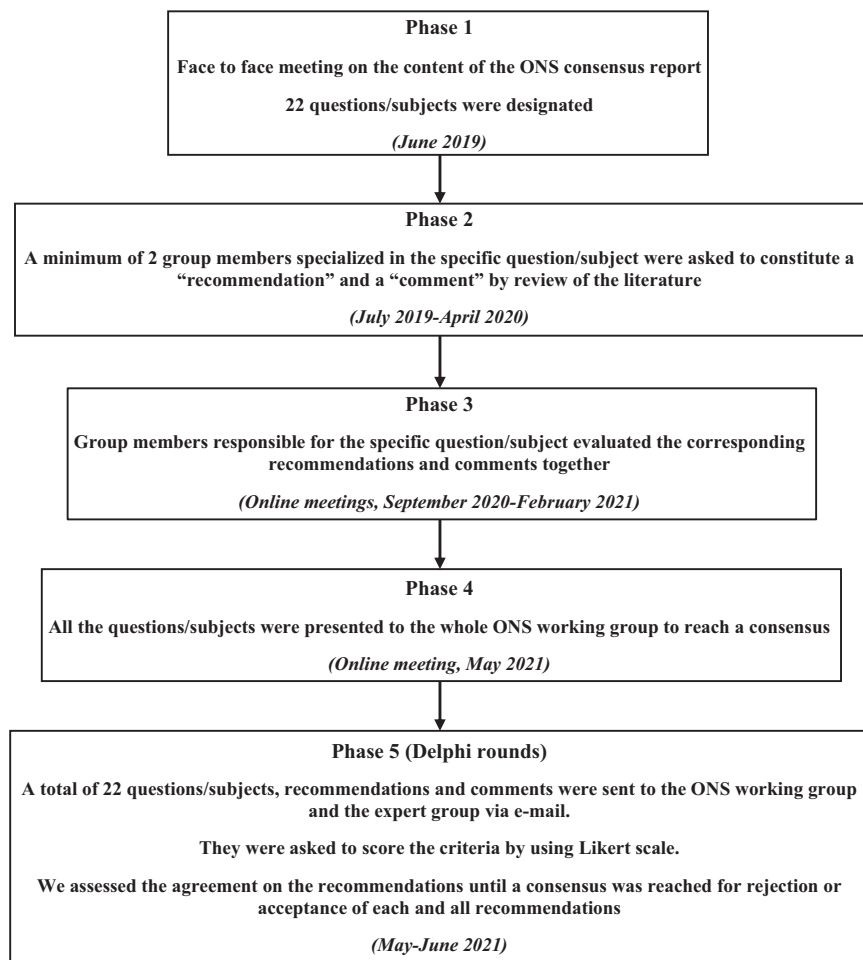 Phase 1
Face to face meeting on the content of the ONS consensus report
22 questions/subjects were designated
(June 2019)
Phase 2
A minimum of 2 group members specialized in the specific question/subject were asked to constitute a
“recommendation” and a “comment” by review of the literature
(July 2019-April 2020)
Phase 3
Group members responsible for the specific question/subject evaluated the corresponding
recommendations and comments together
(Online meetings, September 2020-February 2021)
Phase 4
All the questions/subjects were presented to the whole ONS working group to reach a consensus
(Online meeting, May 2021)
Phase 5 (Delphi rounds)
A total of 22 questions/subjects, recommendations and comments were sent to the ONS working group
and the expert group via e-mail.
They were asked to score the criteria by using Likert scale.
We assessed the agreement on the recommendations until a consensus was reached for rejection or
acceptance of each and all recommendations
(May-June 2021)